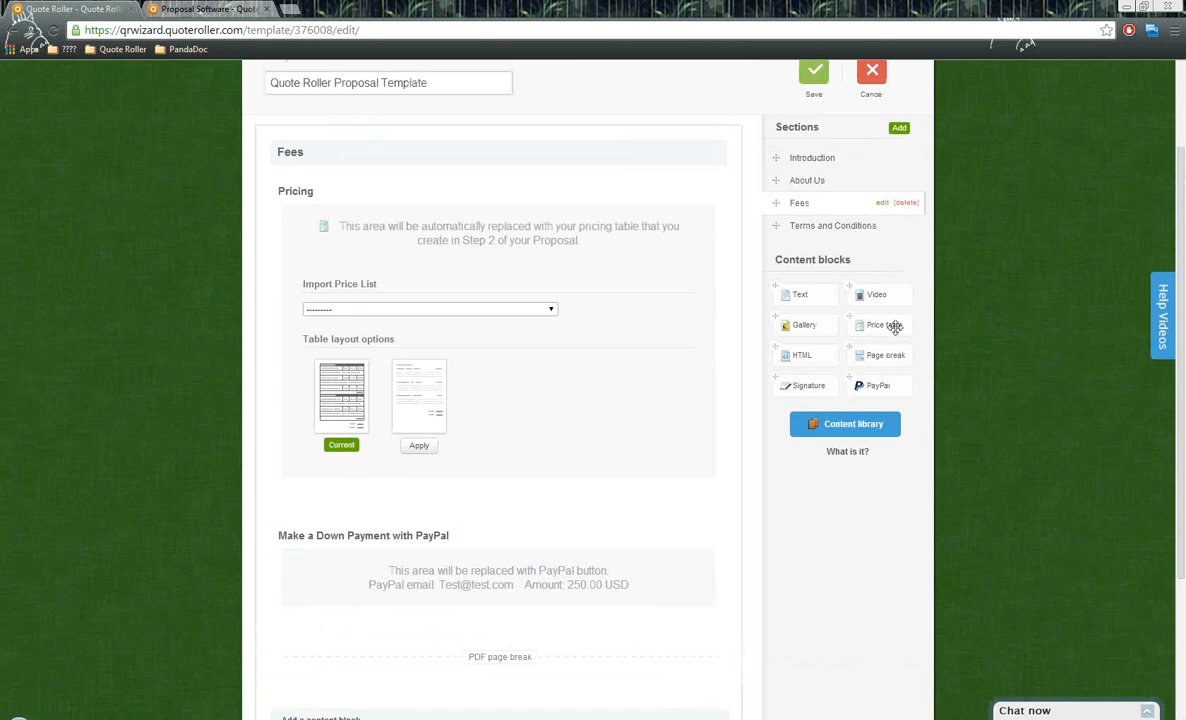 Quote Roller - Quote Roll
Proposal Software - Quot
https://qrwizard.quoteroller.com/template/376008/edit/
Apps ???? Quote Roller PandaDoc
Quote Roller Proposal Template
Save Cance
Sections Add
Introduction
About Us
Fees edit [delete]
Terms and Conditions
Content blocks
Text Video
Gallery Price
HTML Page break
Signature PayPal
Content library
What is it?
Fees
Pricing
This area will be automatically replaced with your pricing table that you
create in Step 2 of your Proposal.
Import Price List
---------
Table layout options
Current Apply
Make a Down Payment with PayPal
This area will be replaced with PayPal button.
PayPal email: Test@test.com Amount: 250.00 USD
PDF page break
Add a content block
Help Videos
Chat now